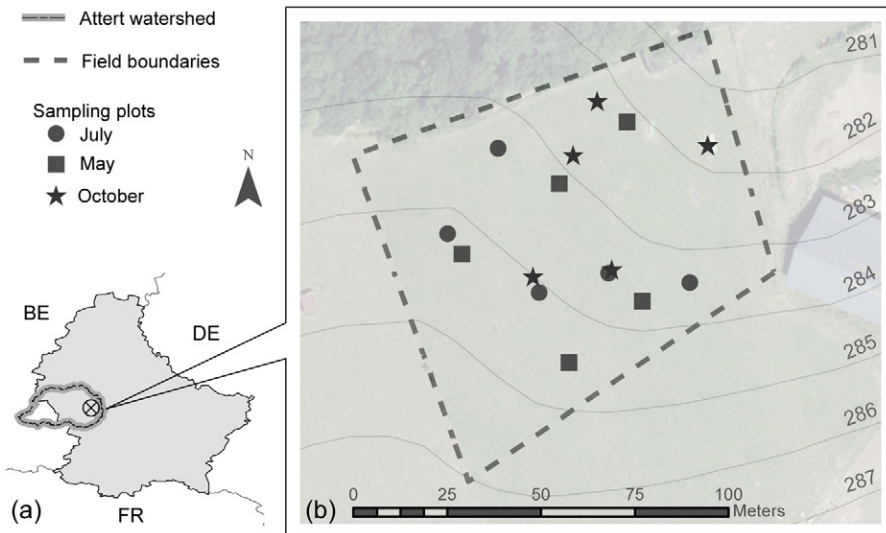 Attert watershed
Field boundaries
Sampling plots
July
May
October
N
BE
DE
FR
(a)
281
282
283
284
285
286
287
(b)
0 25 50 75 100
Meters